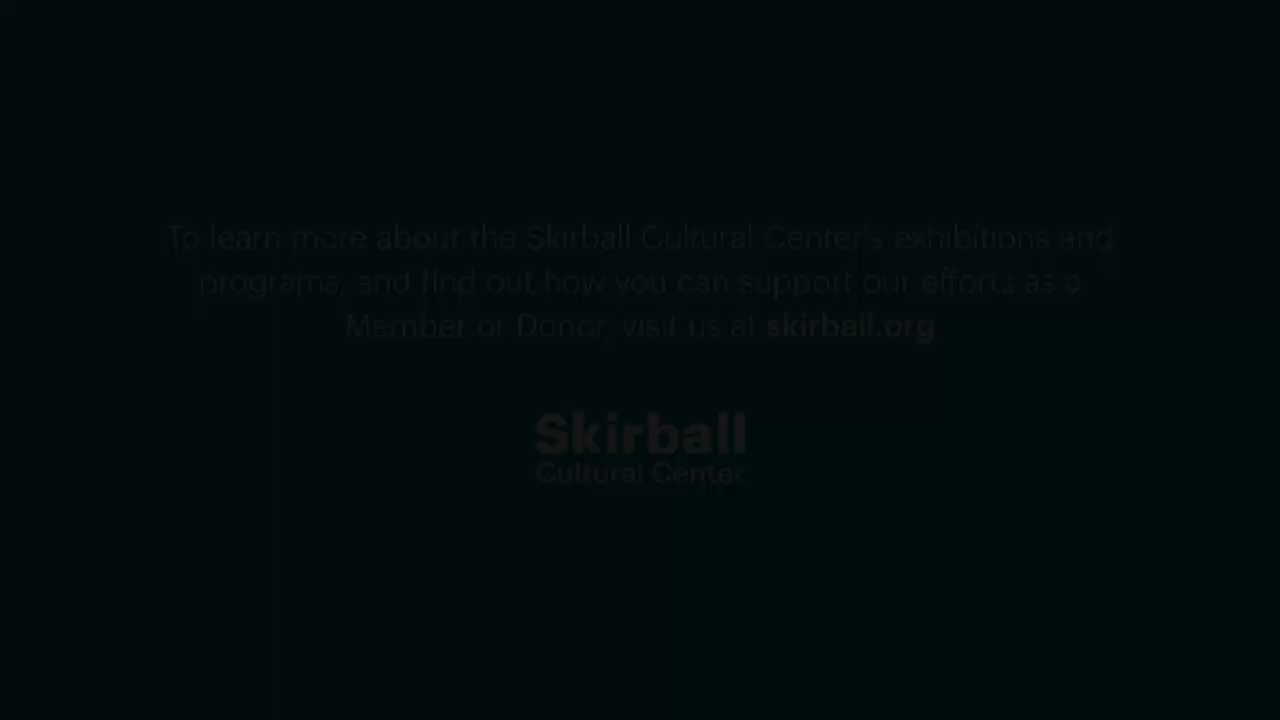 To learn more about the Skirball Cultural Center's exhibitions and
programs, and find out how you can support our efforts as a
Member or Donor, visit us at skirball.org
Skirball
Cultural Center